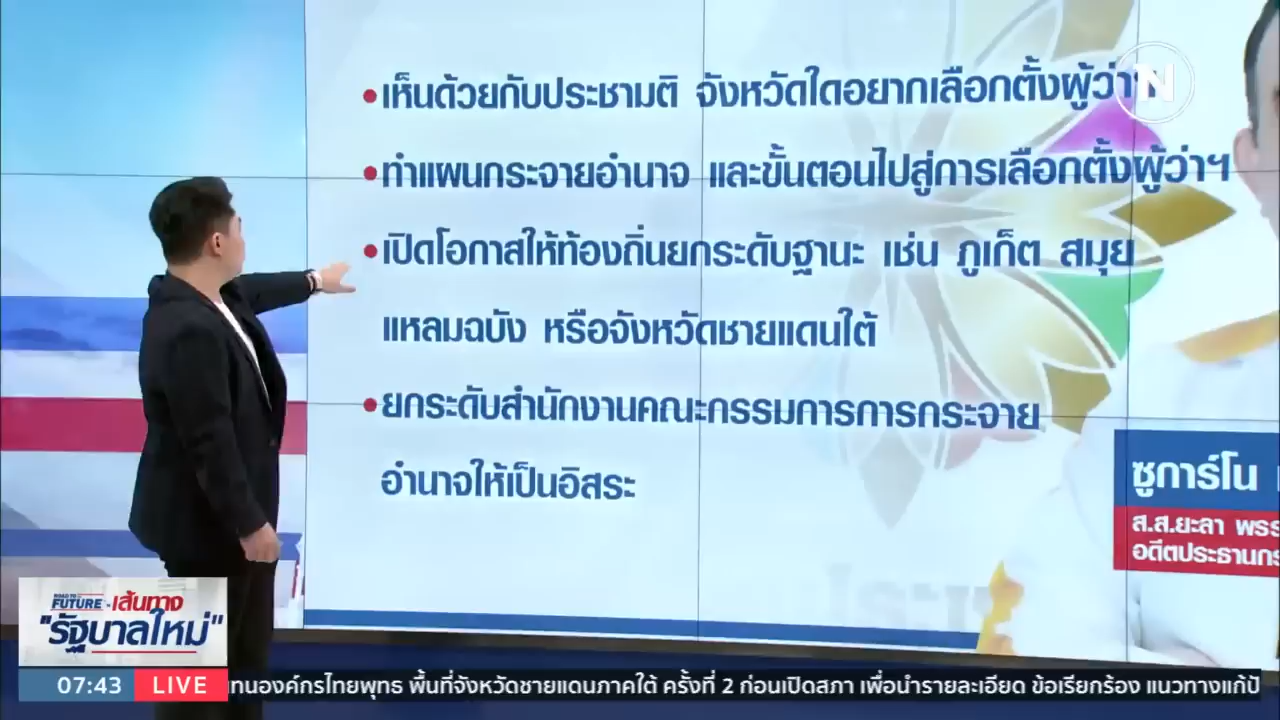 •เห็นด้วยกับประชามติ จังหวัดใดอยากเลือกตั้งผู้ว่าฯ
N
•ทำแผนกระจายอำนาจ และขั้นตอนไปสู่การเลือกตั้งผู้ว่าฯ
•เปิดโอกาสให้ท้องถิ่นยกระดับฐานะ เช่น ภูเก็ต สมุย
แหลมฉบัง หรือจังหวัดชายแดนใต้
•ยกระดับสำนักงานคณะกรรมการการกระจาย
อำนาจให้เป็นอิสระ
ซูการ์โน
ส.ส.ยะลา พรร
อดีตประธานกร
ROAD TO FUTURE เส้นทาง
"รัฐบาลใหม่"
07:43 LIVE
ทนองค์กรไทยพุทธ พื้นที่จังหวัดชายแดนภาคใต้ ครั้งที่ 2 ก่อนเปิดสภา เพื่อนำรายละเอียด ข้อเรียกร้อง แนวทางแก้ปั